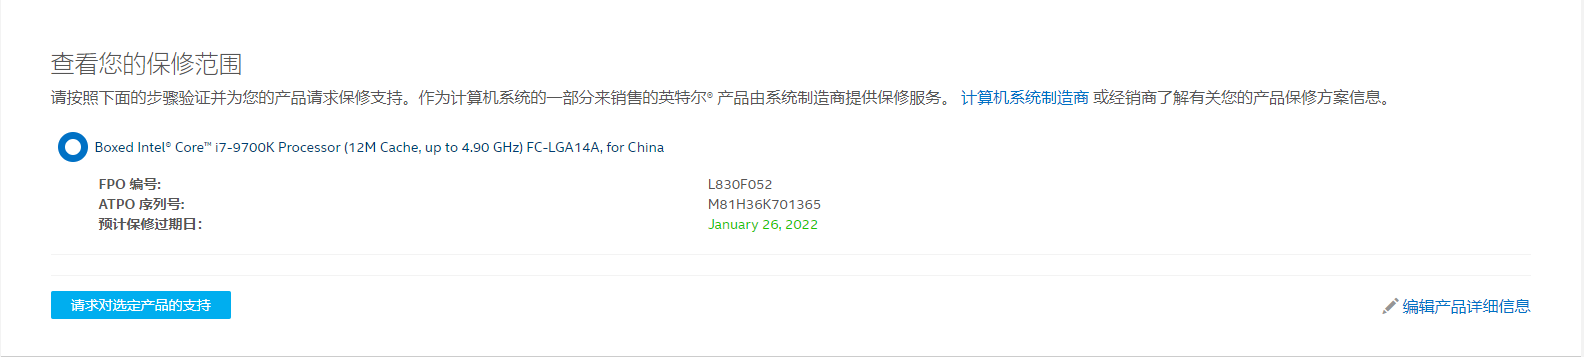 查看您的保修范围
请按照下面的步骤验证并为您的产品请求保修支持。作为计算机系统的一部分来销售的英特尔® 产品由系统制造商提供保修服务。 计算机系统制造商 或经销商了解有关您的产品保修方案信息。
Boxed Intel® Core™ i7-9700K Processor (12M Cache, up to 4.90 GHz) FC-LGA14A, for China
FPO 编号: L830F052
ATPO 序列号: M81H36K701365
预计保修过期日: January 26, 2022
请求对选定产品的支持 编辑产品详细信息